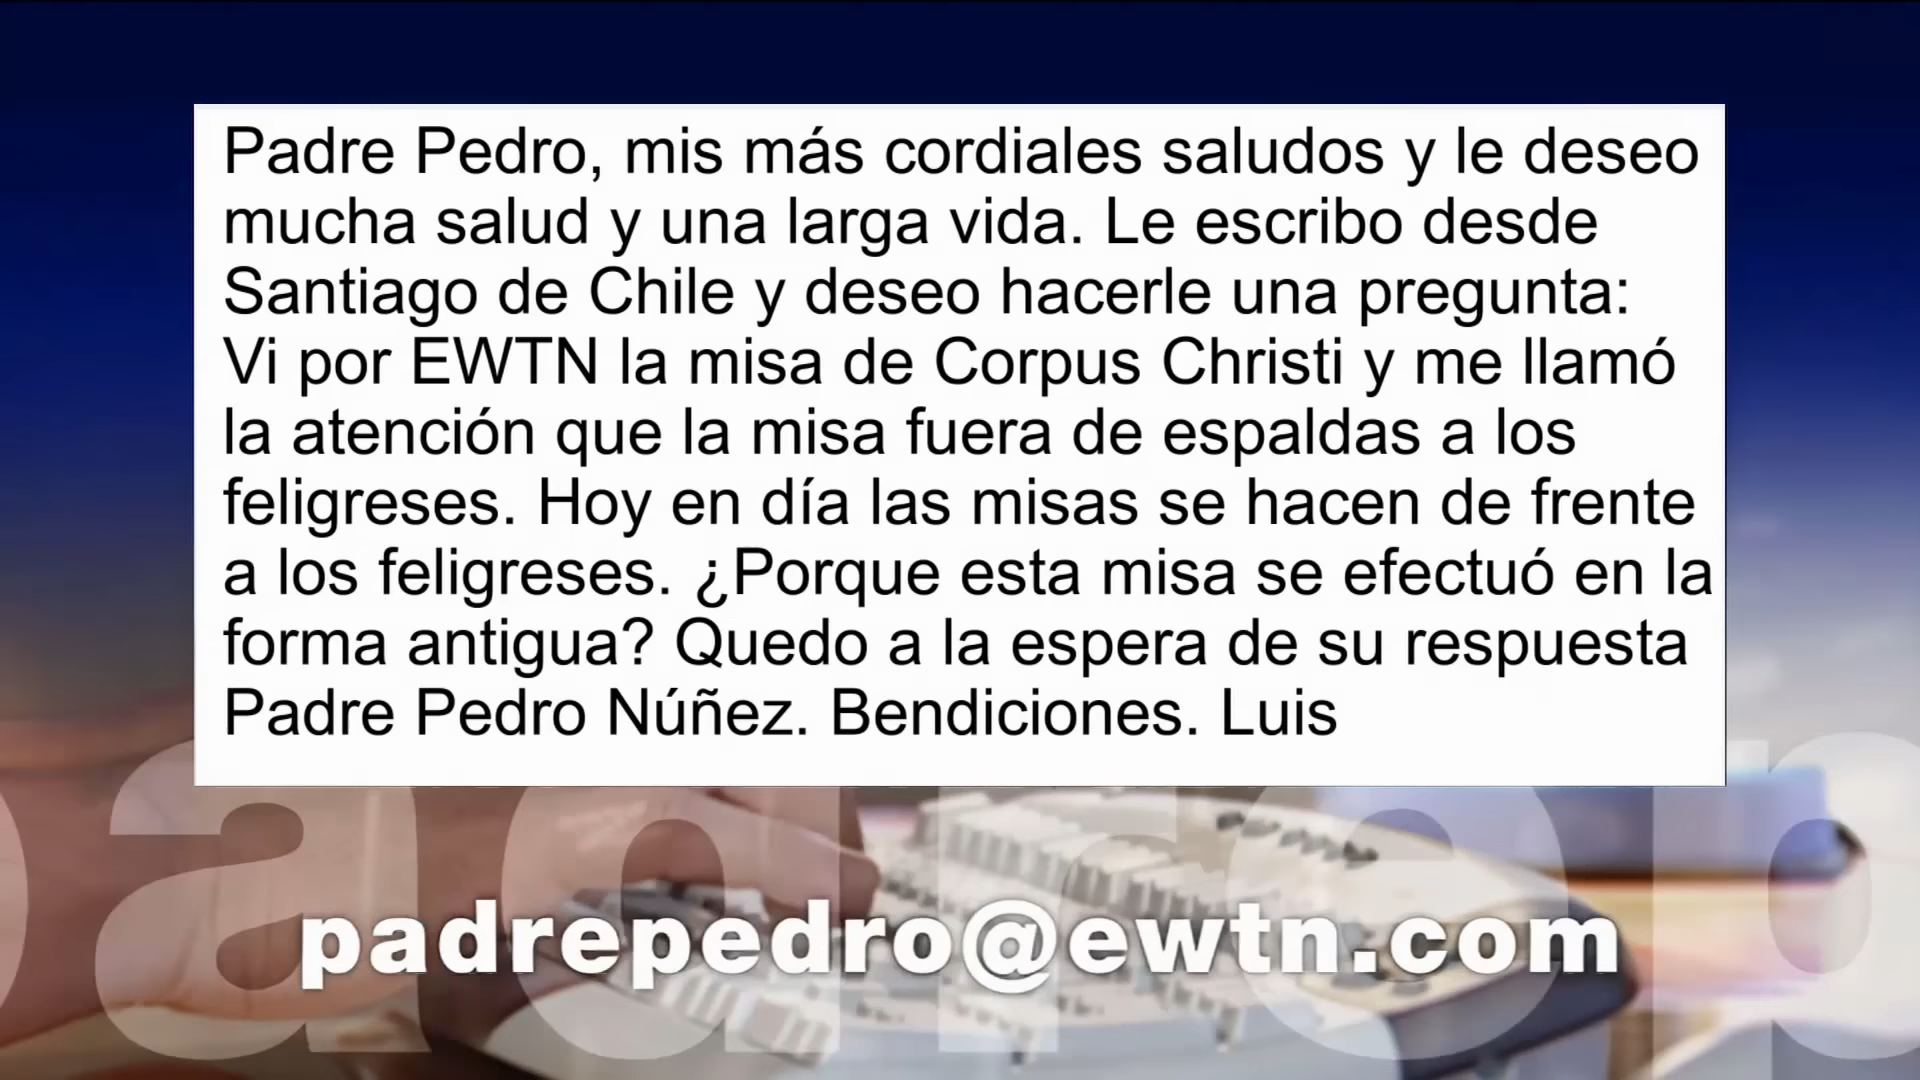 Padre Pedro, mis más cordiales saludos y le deseo
mucha salud y una larga vida. Le escribo desde
Santiago de Chile y deseo hacerle una pregunta:
Vi por EWTN la misa de Corpus Christi y me llamó
la atención que la misa fuera de espaldas a los
feligreses. Hoy en día las misas se hacen de frente
a los feligreses. ¿Porque esta misa se efectuó en la
forma antigua? Quedo a la espera de su respuesta
Padre Pedro Núñez. Bendiciones. Luis
padrep
padrepedro@ewtn.com